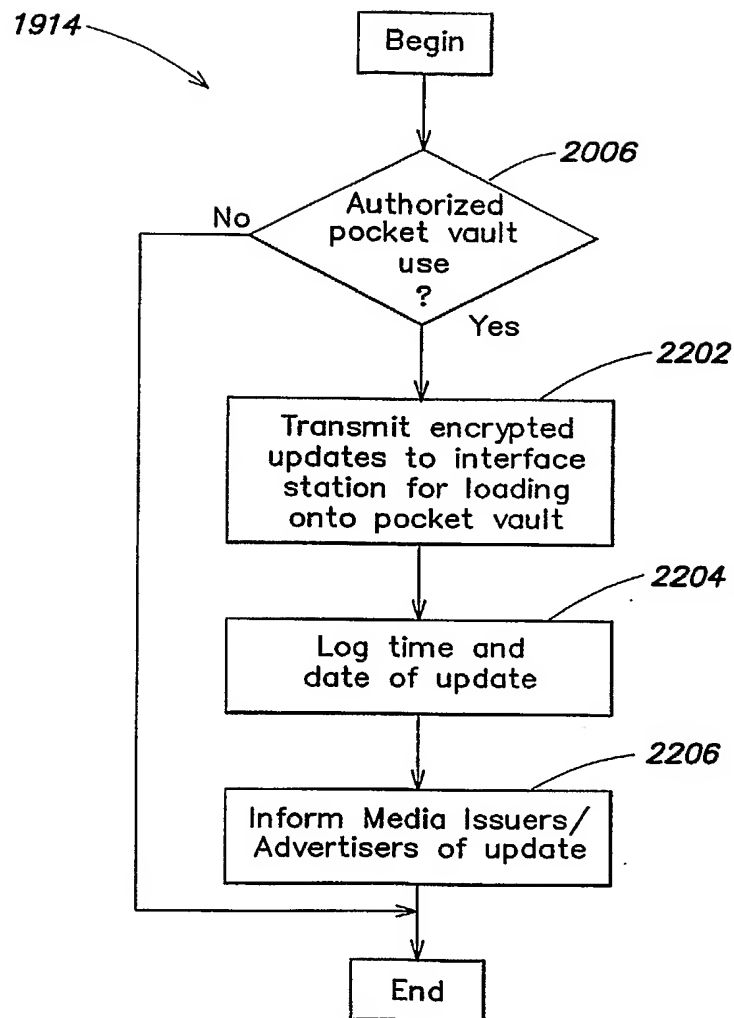 1914
Begin
2006
Authorized
pocket vault
use
?
No
Yes
2202
Transmit encrypted
updates to interface
station for loading
onto pocket vault
2204
Log time and
date of update
2206
Inform Media Issuers/
Advertisers of update
End